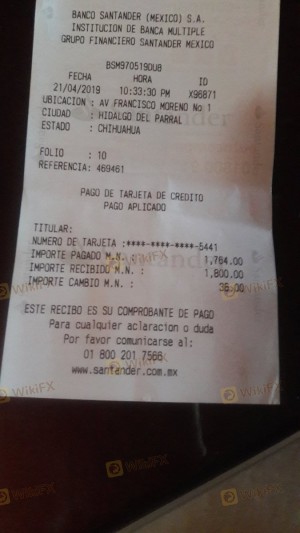 BANCO SANTANDER (MEXICO) S.A.
INSTITUCION DE BANCA MULTIPLE
GRUPO FINANCIERO SANTANDER MEXICO
BSM970519DU8
FECHA HORA ID
21/04/2019 10:33:30 PM X96871
UBICACION : AV FRANCISCO MORENO No 1
CIUDAD : HIDALGO DEL PARRAL
ESTADO : CHIHUAHUA
FOLIO : 10
REFERENCIA: 469461
PAGO DE TARJETA DE CREDITO
PAGO APLICADO
TITULAR:
NUMERO DE TARJETA :****-****-****-5441
IMPORTE PAGADO M.N. : 1,764.00
IMPORTE RECIBIDO M.N. : 1,800.00
IMPORTE CAMBIO M.N. : 36.00
ESTE RECIBO ES SU COMPROBANTE DE PAGO
Para cualquier aclaracion o duda
Por favor comunicarse al:
01 800 201 7566
www.santander.com.mx
WikiFX
WikiFX
WikiFX
WikiFX
WikiFX
WikiFX